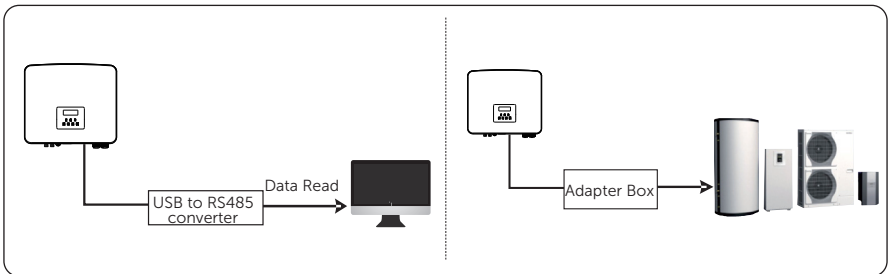 USB to RS485
converter
Data Read
Adapter Box